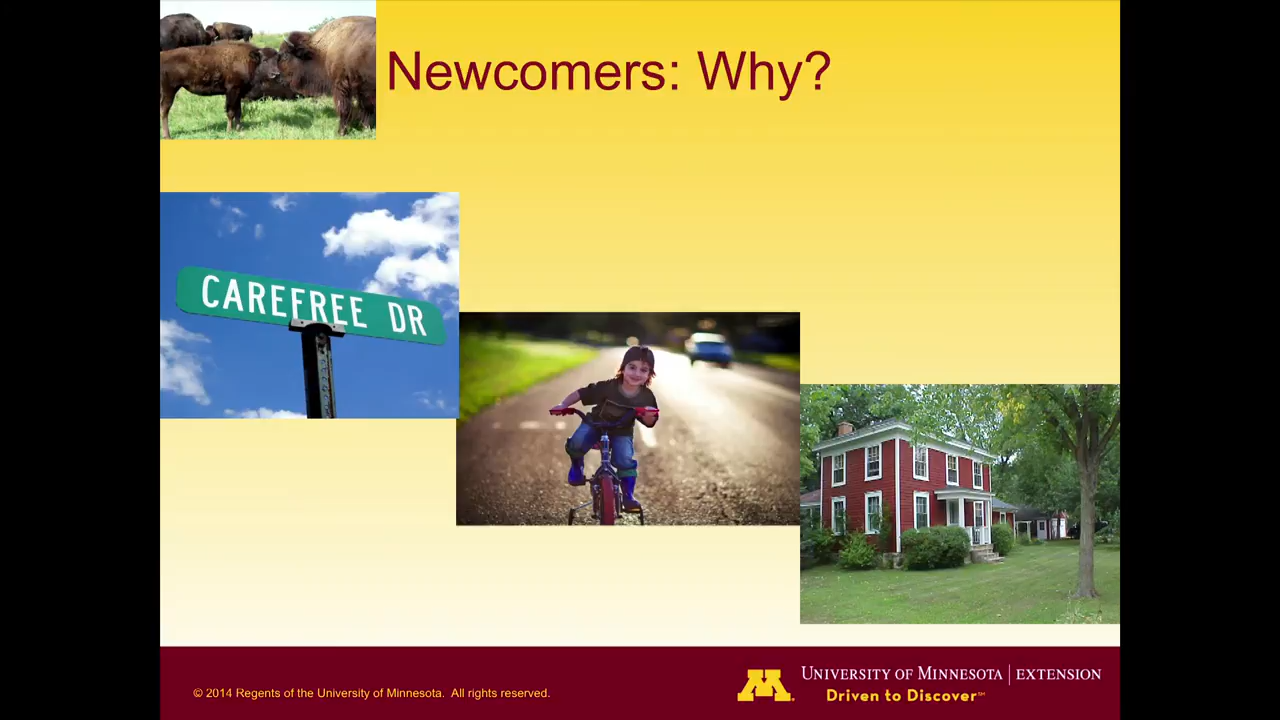 Newcomers: Why?
CAREFREE DR
© 2014 Regents of the University of Minnesota. All rights reserved.
UNIVERSITY OF MINNESOTA | EXTENSION
Driven to Discover℠